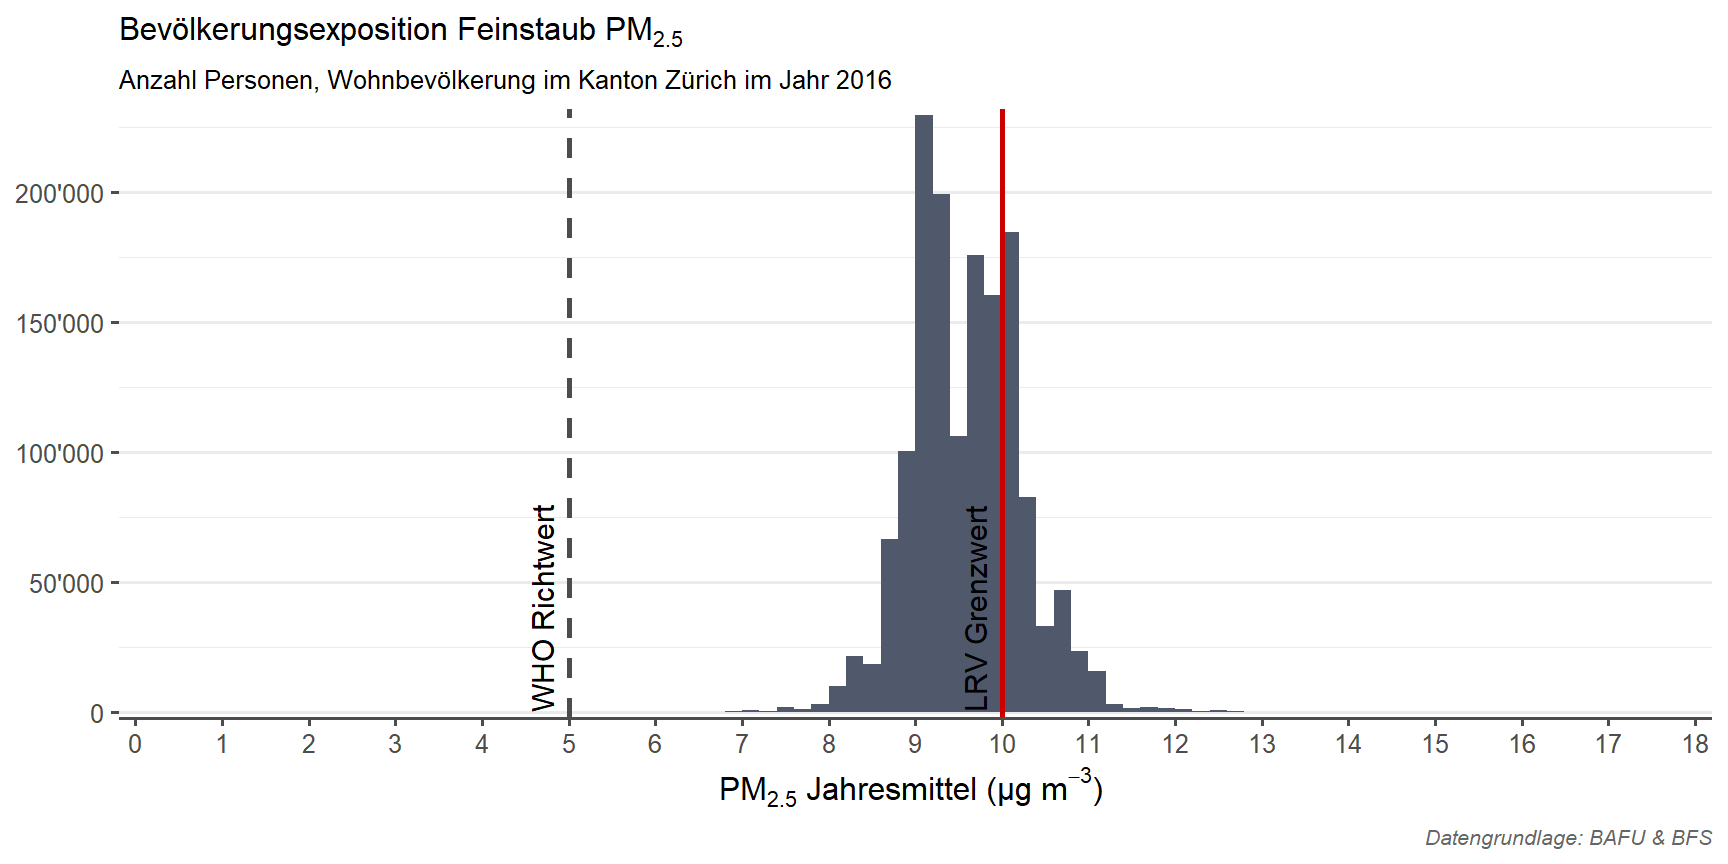 Bevölkerungsexposition Feinstaub PM2.5
Anzahl Personen, Wohnbevölkerung im Kanton Zürich im Jahr 2016
200'000
150'000
100'000
50'000
0
WHO Richtwert
LRV Grenzwert
0 1 2 3 4 5 6 7 8 9 10 11 12 13 14 15 16 17 18
PM2.5 Jahresmittel (µg m−3)
Datengrundlage: BAFU & BFS